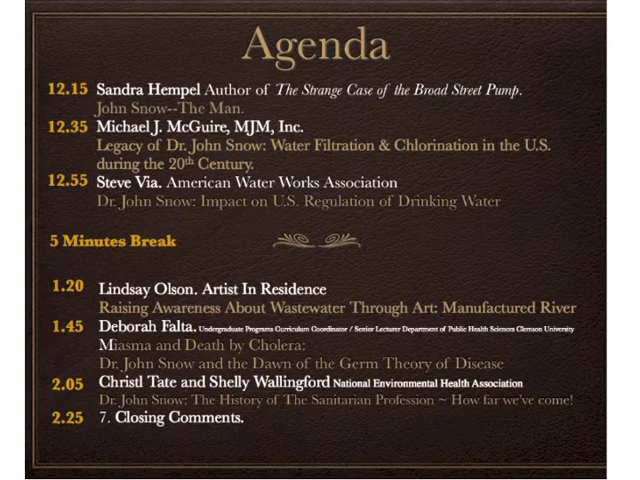 Agenda
12.15 Sandra Hempel Author of The Strange Case of the Broad Street Pump.
John Snow--The Man.
12.35 Michael J. McGuire, MJM, Inc.
Legacy of Dr. John Snow: Water Filtration & Chlorination in the U.S.
during the 20th Century.
12.55 Steve Via. American Water Works Association
Dr. John Snow: Impact on U.S. Regulation of Drinking Water
5 Minutes Break
1.20 Lindsay Olson. Artist In Residence
Raising Awareness About Wastewater Through Art: Manufactured River
1.45 Deborah Falta. Undergraduate Programs Curriculum Coordinator / Senior Lecturer Department of Public Health Sciences Clemson University
Miasma and Death by Cholera:
Dr. John Snow and the Dawn of the Germ Theory of Disease
2.05 Christl Tate and Shelly Wallingford National Environmental Health Association
Dr. John Snow: The History of The Sanitarian Profession ~ How far we've come!
2.25 7. Closing Comments.